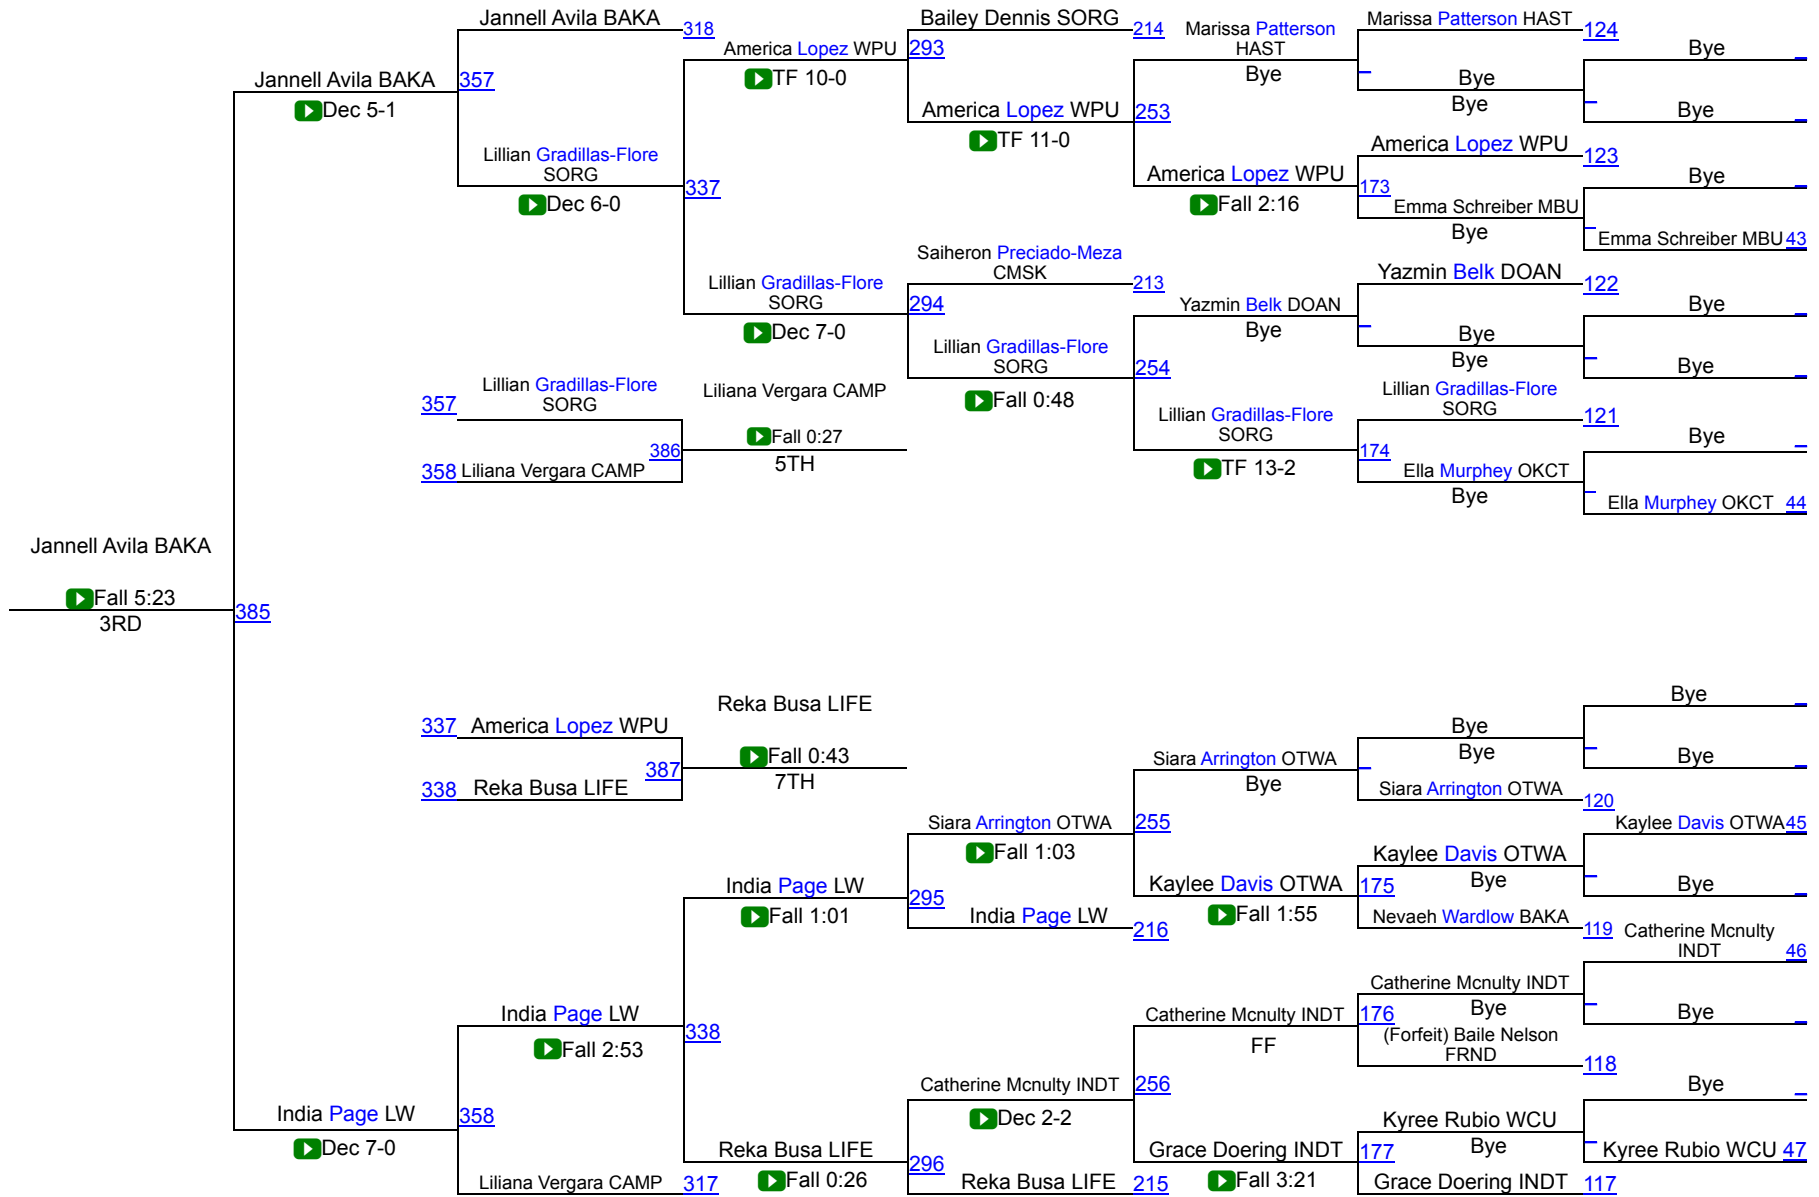 Jannell Avila BAKA
318
Bailey Dennis SORG
214
Marissa Patterson
HAST
Bye
Marissa Patterson HAST
124
Bye
Bye
Bye
Bye
America Lopez WPU
TF 10-0
293
Jannell Avila BAKA
Dec 5-1
357
America Lopez WPU
TF 11-0
253
America Lopez WPU
123
Bye
America Lopez WPU
Fall 2:16
173
Emma Schreiber MBU
Bye
Emma Schreiber MBU 43
Lillian Gradillas-Flore
SORG
Dec 6-0
337
Saiheron Preciado-Meza
CMSK
213
Yazmin Belk DOAN
122
Yazmin Belk DOAN
Bye
Bye
Bye
Bye
Bye
Lillian Gradillas-Flore
SORG
Dec 7-0
294
Lillian Gradillas-Flore
SORG
Fall 0:48
254
Lillian Gradillas-Flore
SORG
121
Lillian Gradillas-Flore
SORG
TF 13-2
174
Bye
Ella Murphey OKCT
Bye
Ella Murphey OKCT 44
357
Lillian Gradillas-Flore
SORG
358 Liliana Vergara CAMP
386
Liliana Vergara CAMP
Fall 0:27
5TH
Jannell Avila BAKA
Fall 5:23
3RD
385
337 America Lopez WPU
338 Reka Busa LIFE
387
Reka Busa LIFE
Fall 0:43
7TH
Bye
Bye
Bye
Bye
Siara Arrington OTWA
Bye
Siara Arrington OTWA
120
Siara Arrington OTWA
Fall 1:03
255
Kaylee Davis OTWA 45
Kaylee Davis OTWA
Bye
Bye
Kaylee Davis OTWA
Fall 1:55
175
Nevaeh Wardlow BAKA
119
India Page LW
Fall 1:01
295
India Page LW
216
Catherine Mcnulty
INDT
46
Catherine Mcnulty INDT
Bye
Bye
India Page LW
Fall 2:53
338
Catherine Mcnulty INDT
FF
176
(Forfeit) Baile Nelson
FRND
118
Catherine Mcnulty INDT
Dec 2-2
256
Bye
India Page LW
Dec 7-0
358
Kyree Rubio WCU
Bye
Kyree Rubio WCU 47
Reka Busa LIFE
Fall 0:26
296
Grace Doering INDT
Fall 3:21
177
Liliana Vergara CAMP
317
Reka Busa LIFE
215
Grace Doering INDT
117